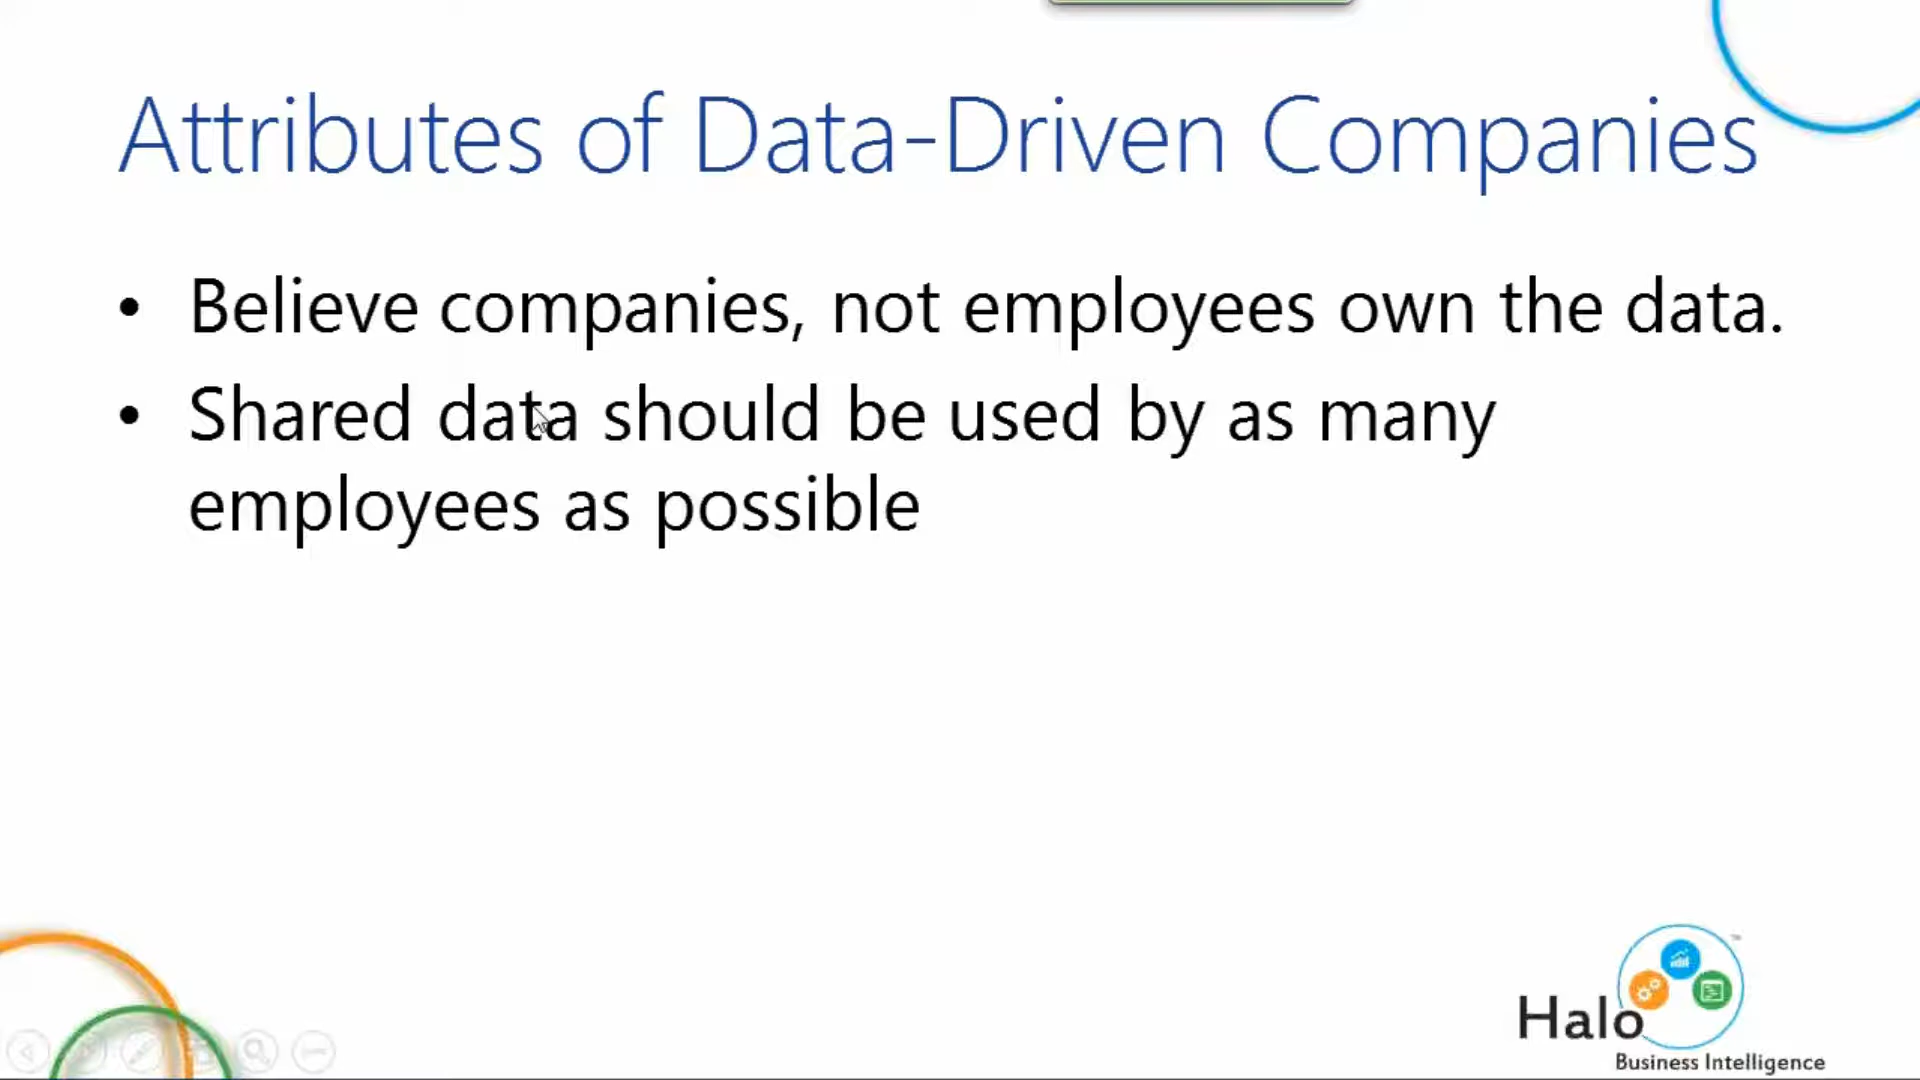 Attributes of Data-Driven Companies
• Believe companies, not employees own the data.
• Shared data should be used by as many
employees as possible
Halo
Business Intelligence